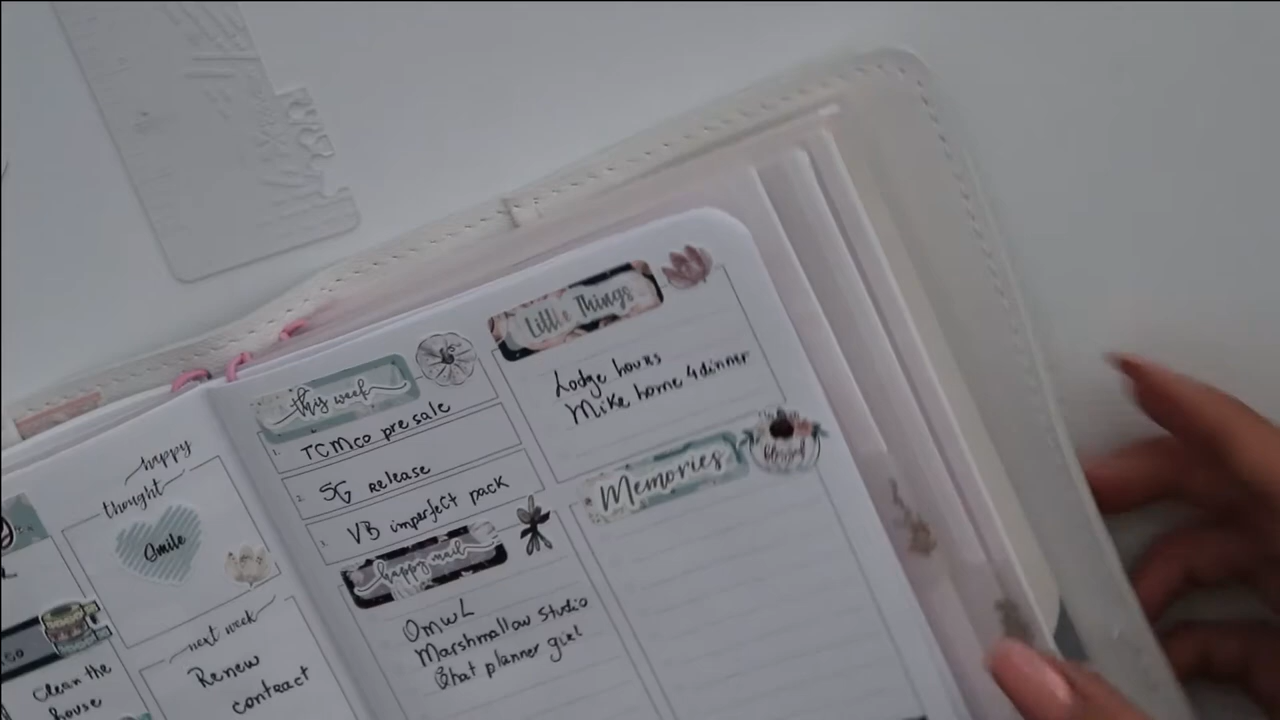 happy
thought
Smile
next week
Renew
contract
Clean the
house
this week
1. TCMco pre sale
2. SG release
3. VB imperfect pack
happy mail
OmwL
Marshmallow Studio
that planner girl
Little Things
Lodge hours
Mike home 4 dinner
Memories
blessed